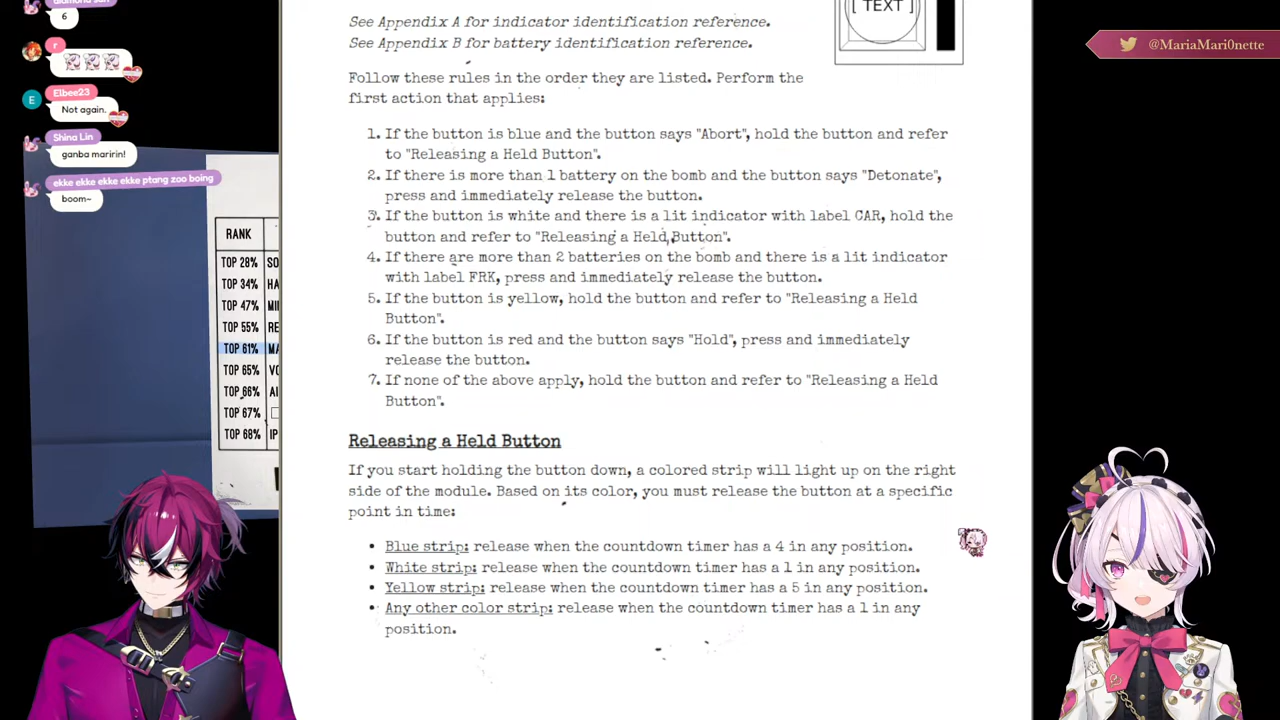 6
r
Elbee23
Not again.
Shina Lin
ganba maririn!
ekke ekke ekke ekke ptang zoo boing
boom~
RANK
TOP 28% SO
TOP 34% HA
TOP 47%
TOP 55% RE
TOP 61% MA
TOP 65% VO
TOP 66%
TOP 67%
TOP 68% IP
[ TEXT ]
@MariaMari0nette
See Appendix A for indicator identification reference.
See Appendix B for battery identification reference.
Follow these rules in the order they are listed. Perform the
first action that applies:
1. If the button is blue and the button says "Abort", hold the button and refer
to "Releasing a Held Button".
2. If there is more than 1 battery on the bomb and the button says "Detonate",
press and immediately release the button.
3. If the button is white and there is a lit indicator with label CAR, hold the
button and refer to "Releasing a Held Button".
4. If there are more than 2 batteries on the bomb and there is a lit indicator
with label FRK, press and immediately release the button.
5. If the button is yellow, hold the button and refer to "Releasing a Held
Button".
6. If the button is red and the button says "Hold", press and immediately
release the button.
7. If none of the above apply, hold the button and refer to "Releasing a Held
Button".
Releasing a Held Button
If you start holding the button down, a colored strip will light up on the right
side of the module. Based on its color, you must release the button at a specific
point in time:
• Blue strip: release when the countdown timer has a 4 in any position.
• White strip: release when the countdown timer has a 1 in any position.
• Yellow strip: release when the countdown timer has a 5 in any position.
• Any other color strip: release when the countdown timer has a 1 in any
position.